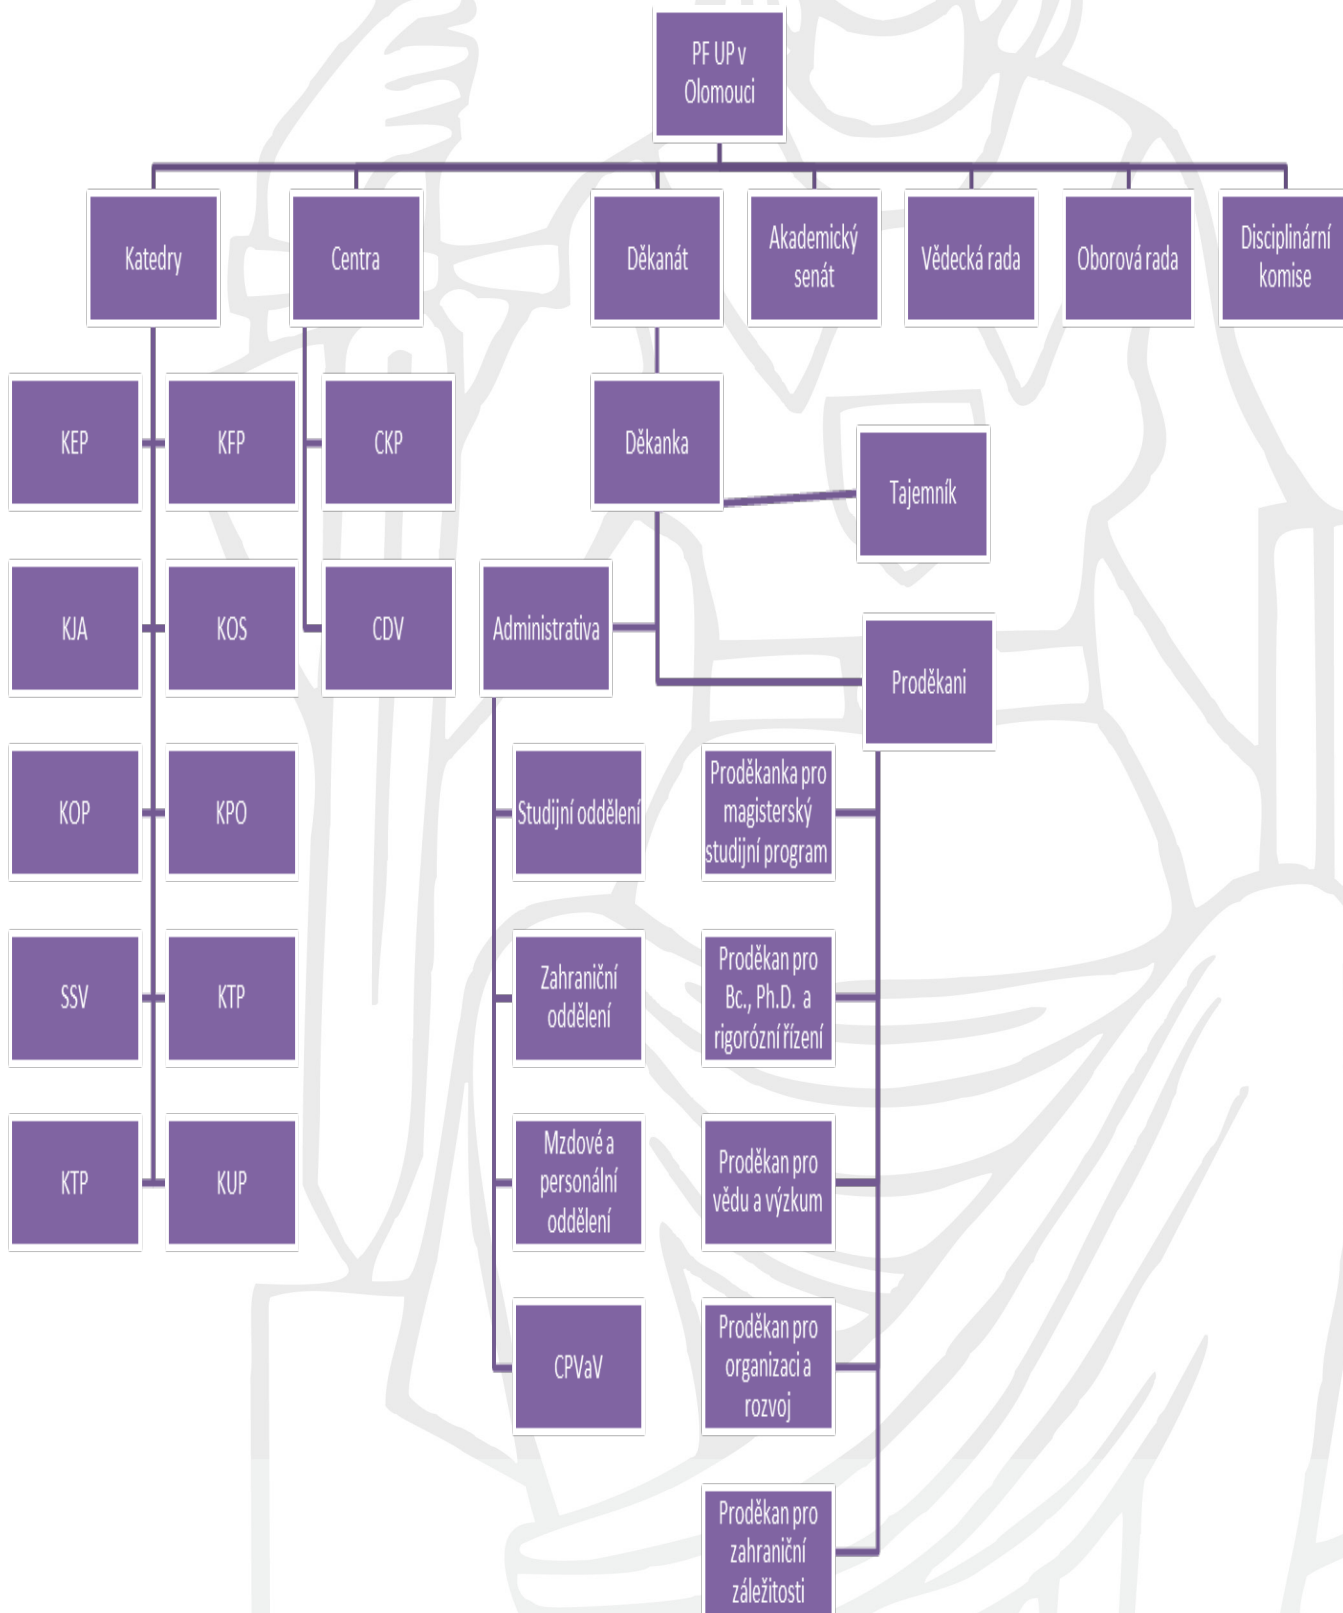 PF UP v
Olomouci
Katedry
Centra
Děkanát
Akademický
senát
Vědecká rada
Oborová rada
Disciplinární
komise
KEP
KFP
CKP
Děkanka
Tajemník
KJA
KOS
CDV
Administrativa
Proděkani
KOP
KPO
Studijní oddělení
Proděkanka pro
magisterský
studijní program
SSV
KTP
Zahraniční
oddělení
Proděkan pro
Bc., Ph.D. a
rigorózní řízení
KTP
KUP
Mzdové a
personální
oddělení
Proděkan pro
vědu a výzkum
CPVaV
Proděkan pro
organizaci a
rozvoj
Proděkan pro
zahraniční
záležitosti